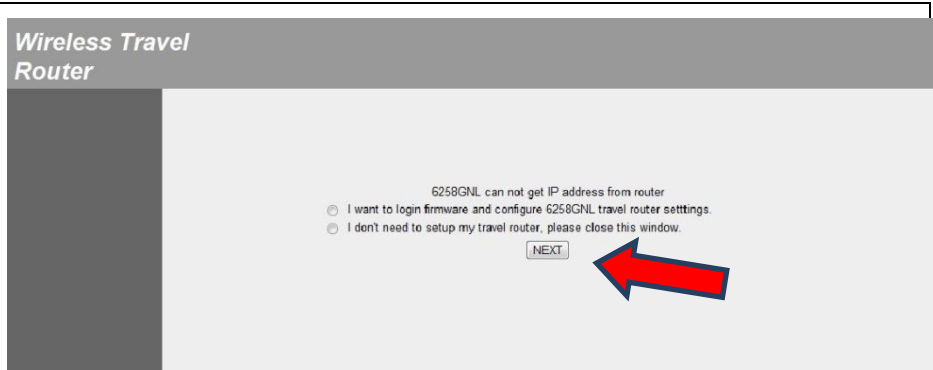 Wireless Travel
Router
6258GNL can not get IP address from router
I want to login firmware and configure 6258GNL travel router setttings.
I don't need to setup my travel router, please close this window.
NEXT